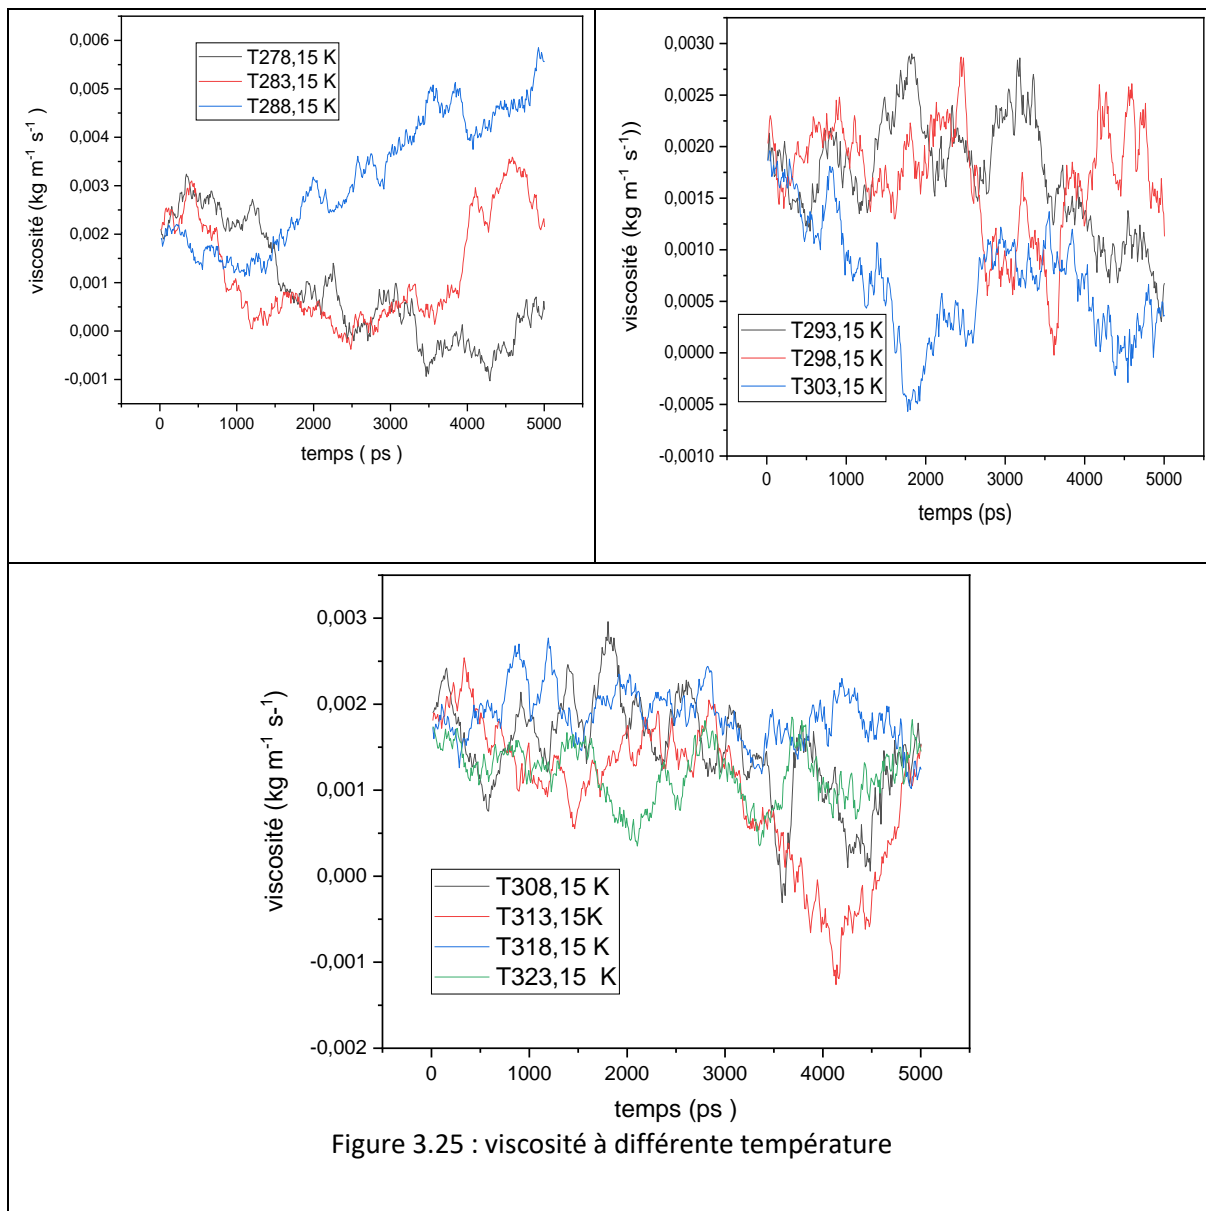 0,006
0,005
0,004
0,003
0,002
0,001
0,000
-0,001
viscosité (kg m⁻¹ s⁻¹ )
T278,15 K
T283,15 K
T288,15 K
0 1000 2000 3000 4000 5000
temps ( ps )
0,0030
0,0025
0,0020
0,0015
0,0010
0,0005
0,0000
-0,0005
-0,0010
viscosité (kg m⁻¹ s⁻¹))
T293,15 K
T298,15 K
T303,15 K
0 1000 2000 3000 4000 5000
temps (ps)
0,003
0,002
0,001
0,000
-0,001
-0,002
viscosité (kg m⁻¹ s-¹)
T308,15 K
T313,15K
T318,15 K
T323,15 K
0 1000 2000 3000 4000 5000
temps (ps )
Figure 3.25 : viscosité à différente température